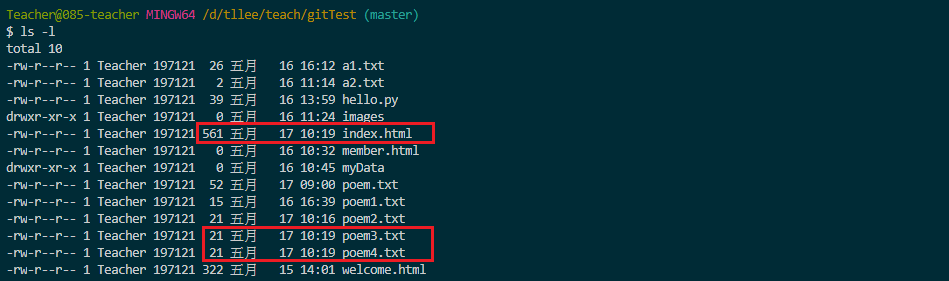 Teacher@085-teacher MINGW64 /d/tllee/teach/gitTest (master)
$ ls -l
total 10
-rw-r--r-- 1 Teacher 197121  26 五月   16 16:12 a1.txt
-rw-r--r-- 1 Teacher 197121   2 五月   16 11:14 a2.txt
-rw-r--r-- 1 Teacher 197121  39 五月   16 13:59 hello.py
drwxr-xr-x 1 Teacher 197121   0 五月   16 11:24 images
-rw-r--r-- 1 Teacher 197121 561 五月   17 10:19 index.html
-rw-r--r-- 1 Teacher 197121   0 五月   16 10:32 member.html
drwxr-xr-x 1 Teacher 197121   0 五月   16 10:45 myData
-rw-r--r-- 1 Teacher 197121  52 五月   17 09:00 poem.txt
-rw-r--r-- 1 Teacher 197121  15 五月   16 16:39 poem1.txt
-rw-r--r-- 1 Teacher 197121  21 五月   17 10:16 poem2.txt
-rw-r--r-- 1 Teacher 197121  21 五月   17 10:19 poem3.txt
-rw-r--r-- 1 Teacher 197121  21 五月   17 10:19 poem4.txt
-rw-r--r-- 1 Teacher 197121 322 五月   15 14:01 welcome.html